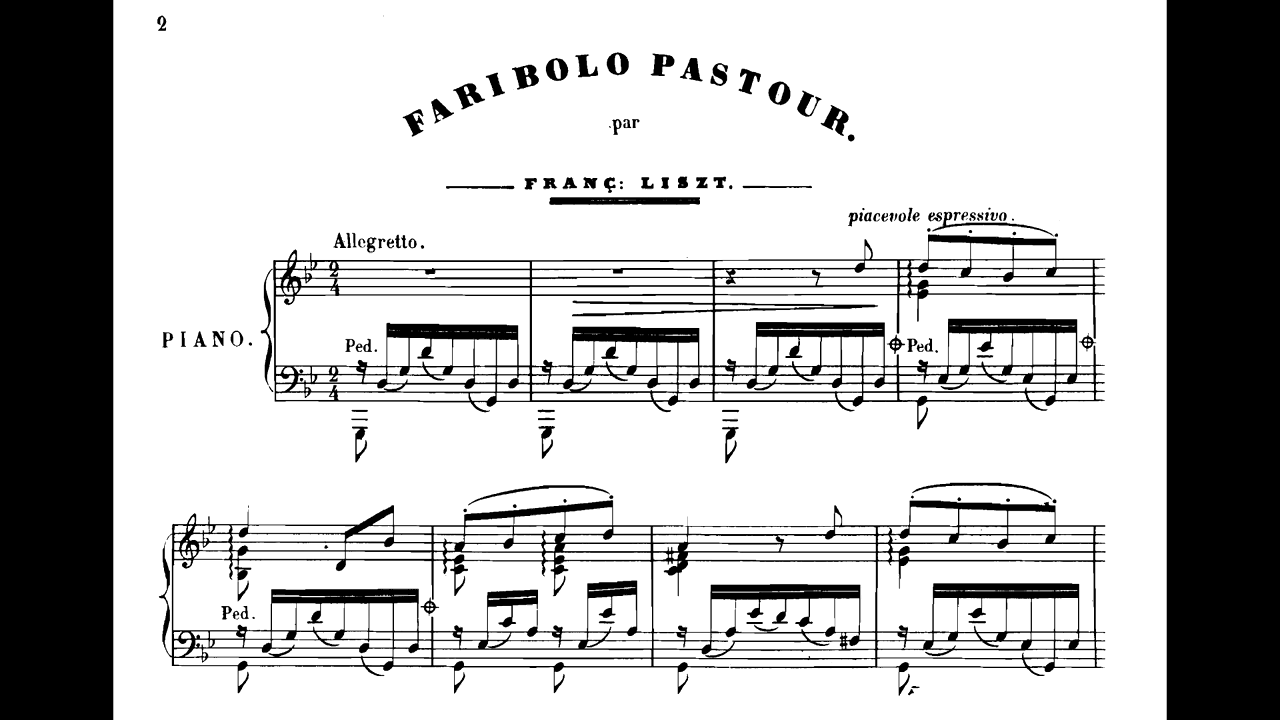 2
FARIBOLO PASTOUR.
par
FRANÇ: LISZT.
piacevole espressivo.
Allegretto.
PIANO.
Ped.
Ped.
Ped.